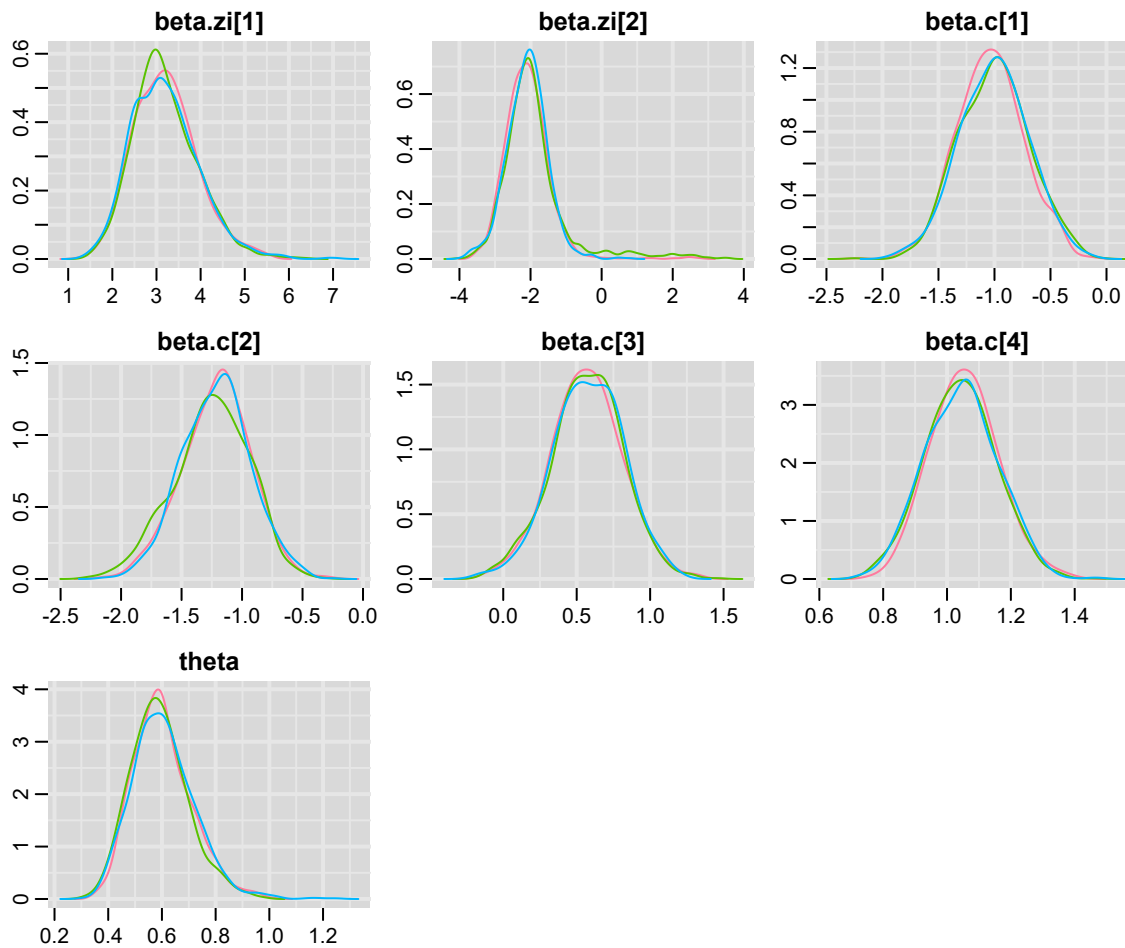 beta.zi[1]
0.0 0.2 0.4 0.6
1 2 3 4 5 6 7
beta.zi[2]
0.0 0.2 0.4 0.6
-4 -2 0 2 4
beta.c[1]
0.0 0.4 0.8 1.2
-2.5 -2.0 -1.5 -1.0 -0.5 0.0
beta.c[2]
0.0 0.5 1.0 1.5
-2.5 -2.0 -1.5 -1.0 -0.5 0.0
beta.c[3]
0.0 0.5 1.0 1.5
0.0 0.5 1.0 1.5
beta.c[4]
0 1 2 3
0.6 0.8 1.0 1.2 1.4
theta
0 1 2 3 4
0.2 0.4 0.6 0.8 1.0 1.2